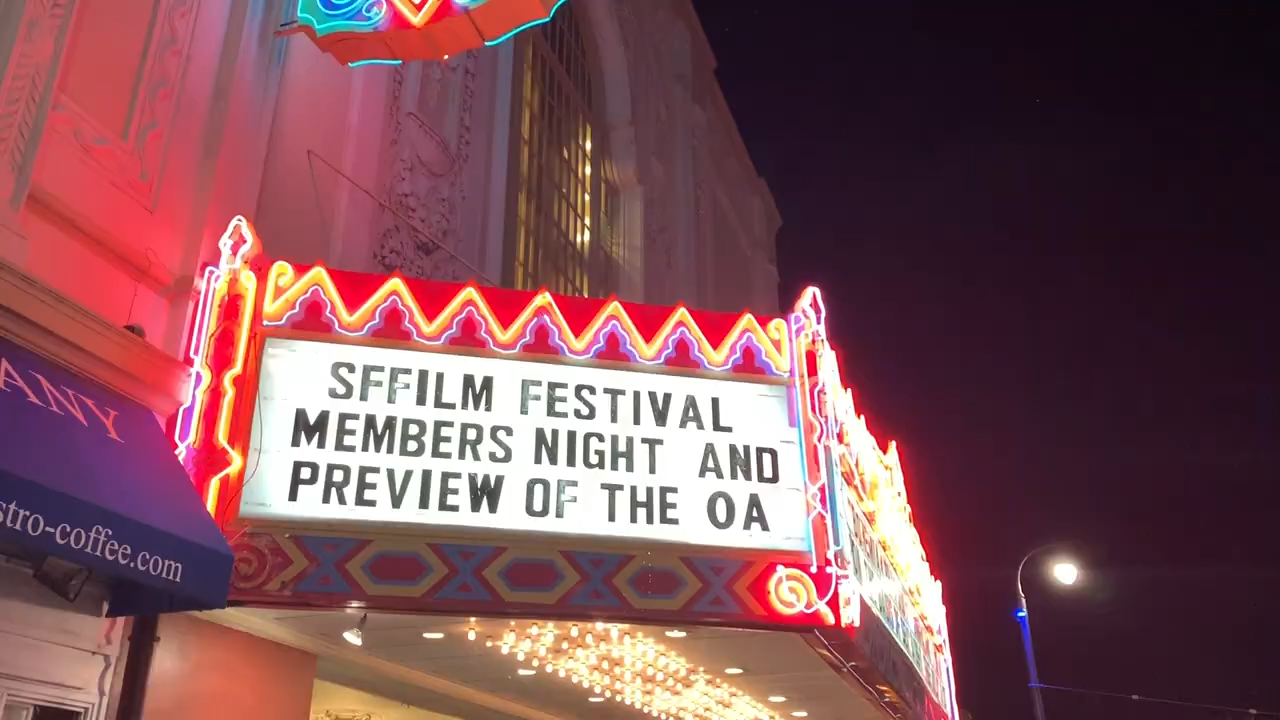 SFFILM FESTIVAL
MEMBERS NIGHT AND
PREVIEW OF THE OA
ANY
stro-coffee.com